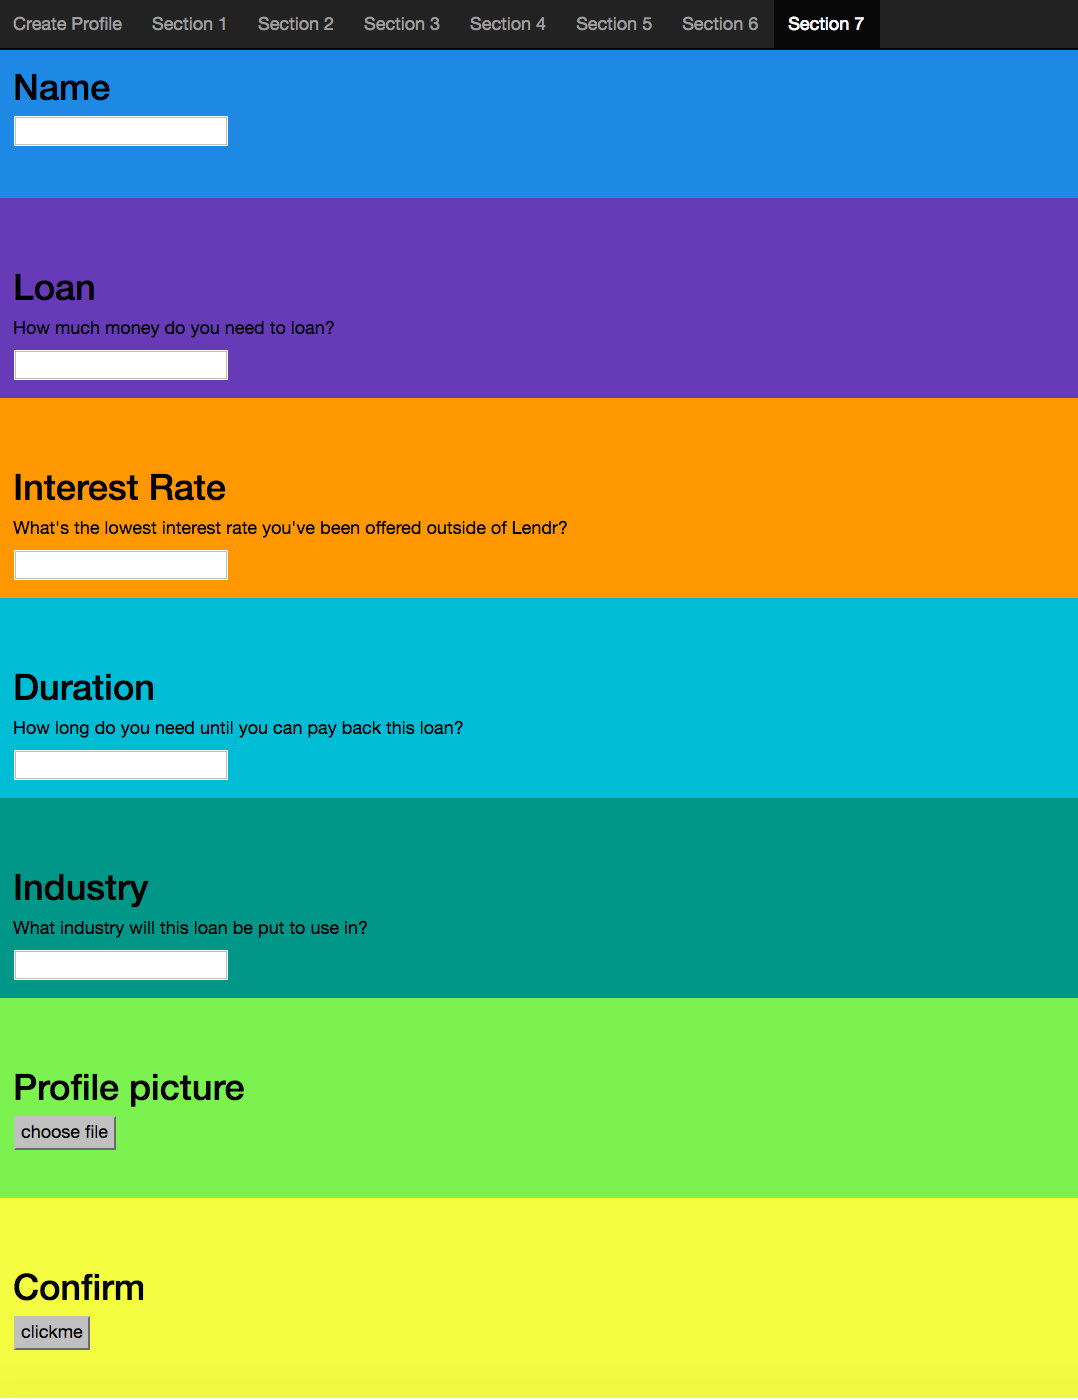 Create Profile Section 1 Section 2 Section 3 Section 4 Section 5 Section 6 Section 7
Name
Loan
How much money do you need to loan?
Interest Rate
What's the lowest interest rate you've been offered outside of Lendr?
Duration
How long do you need until you can pay back this loan?
Industry
What industry will this loan be put to use in?
Profile picture
choose file
Confirm
clickme